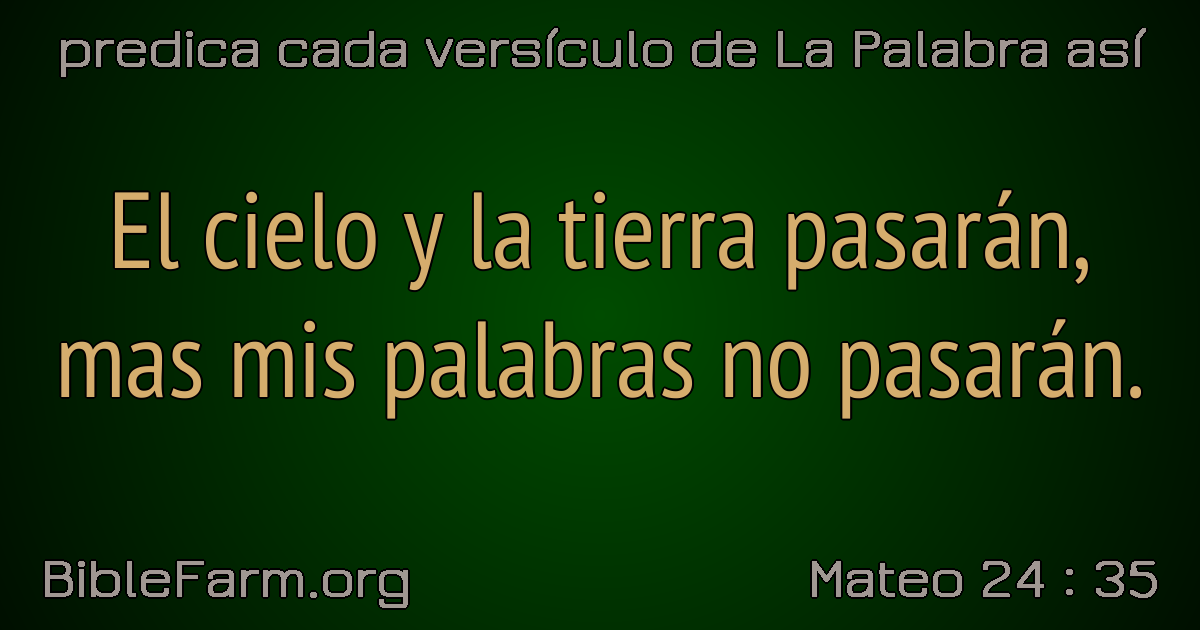 predica cada versículo de La Palabra así
El cielo y la tierra pasarán,
mas mis palabras no pasarán.
BibleFarm.org
Mateo 24 : 35